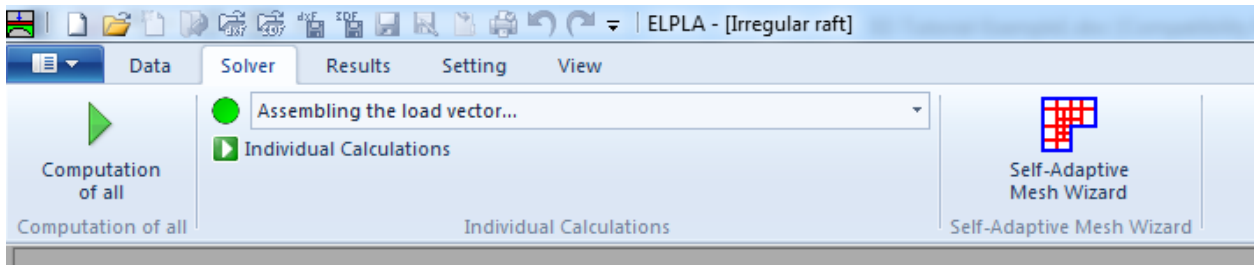 ELPLA - [Irregular raft]
Data Solver Results Setting View
Computation
of all
Computation of all
Assembling the load vector...
Individual Calculations
Individual Calculations
Self-Adaptive
Mesh Wizard
Self-Adaptive Mesh Wizard